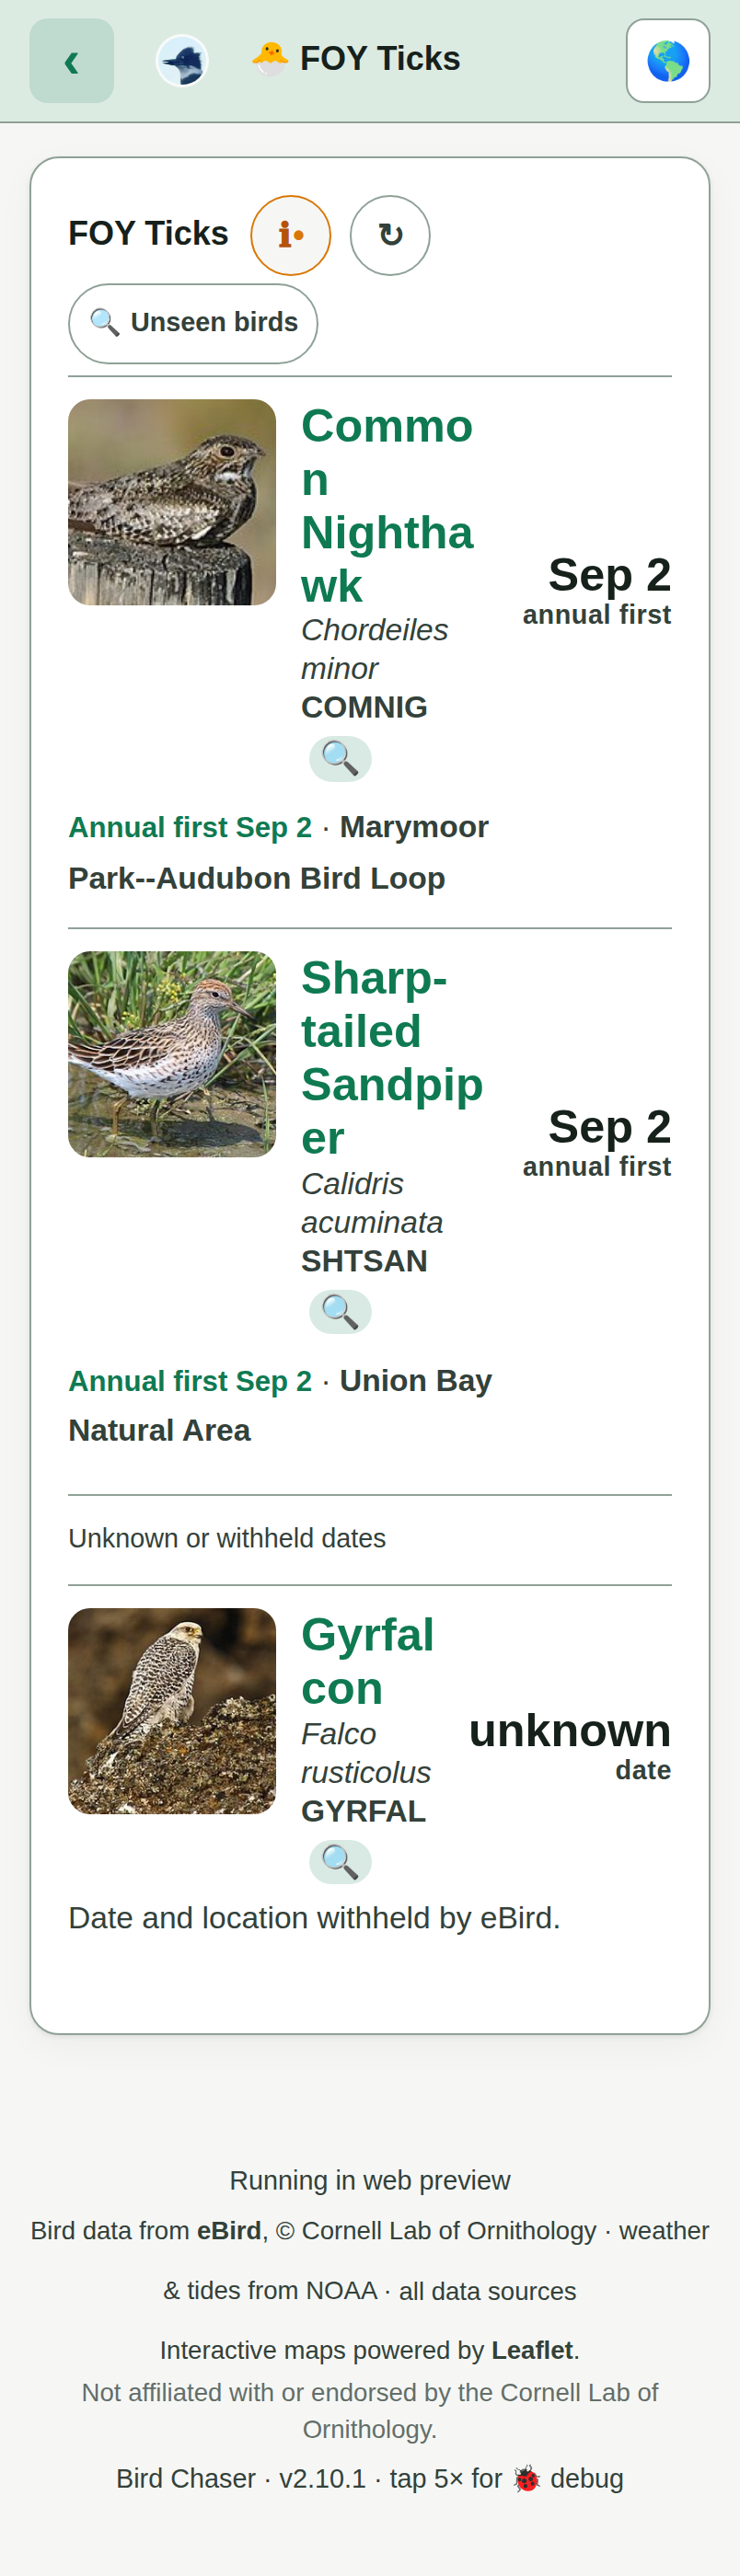 ‹ 🐣 FOY Ticks 🌎
FOY Ticks ℹ• ↻
🔍 Unseen birds
Commo
n
Nightha
wk
Sep 2
annual first
Chordeiles
minor
COMNIG
🔍
Annual first Sep 2 · Marymoor
Park--Audubon Bird Loop
Sharp-
tailed
Sandpip
er
Sep 2
annual first
Calidris
acuminata
SHTSAN
🔍
Annual first Sep 2 · Union Bay
Natural Area
Unknown or withheld dates
Gyrfal
con
unknown
date
Falco
rusticolus
GYRFAL
🔍
Date and location withheld by eBird.
Running in web preview
Bird data from eBird, © Cornell Lab of Ornithology · weather
& tides from NOAA · all data sources
Interactive maps powered by Leaflet.
Not affiliated with or endorsed by the Cornell Lab of
Ornithology.
Bird Chaser · v2.10.1 · tap 5× for 🐞 debug